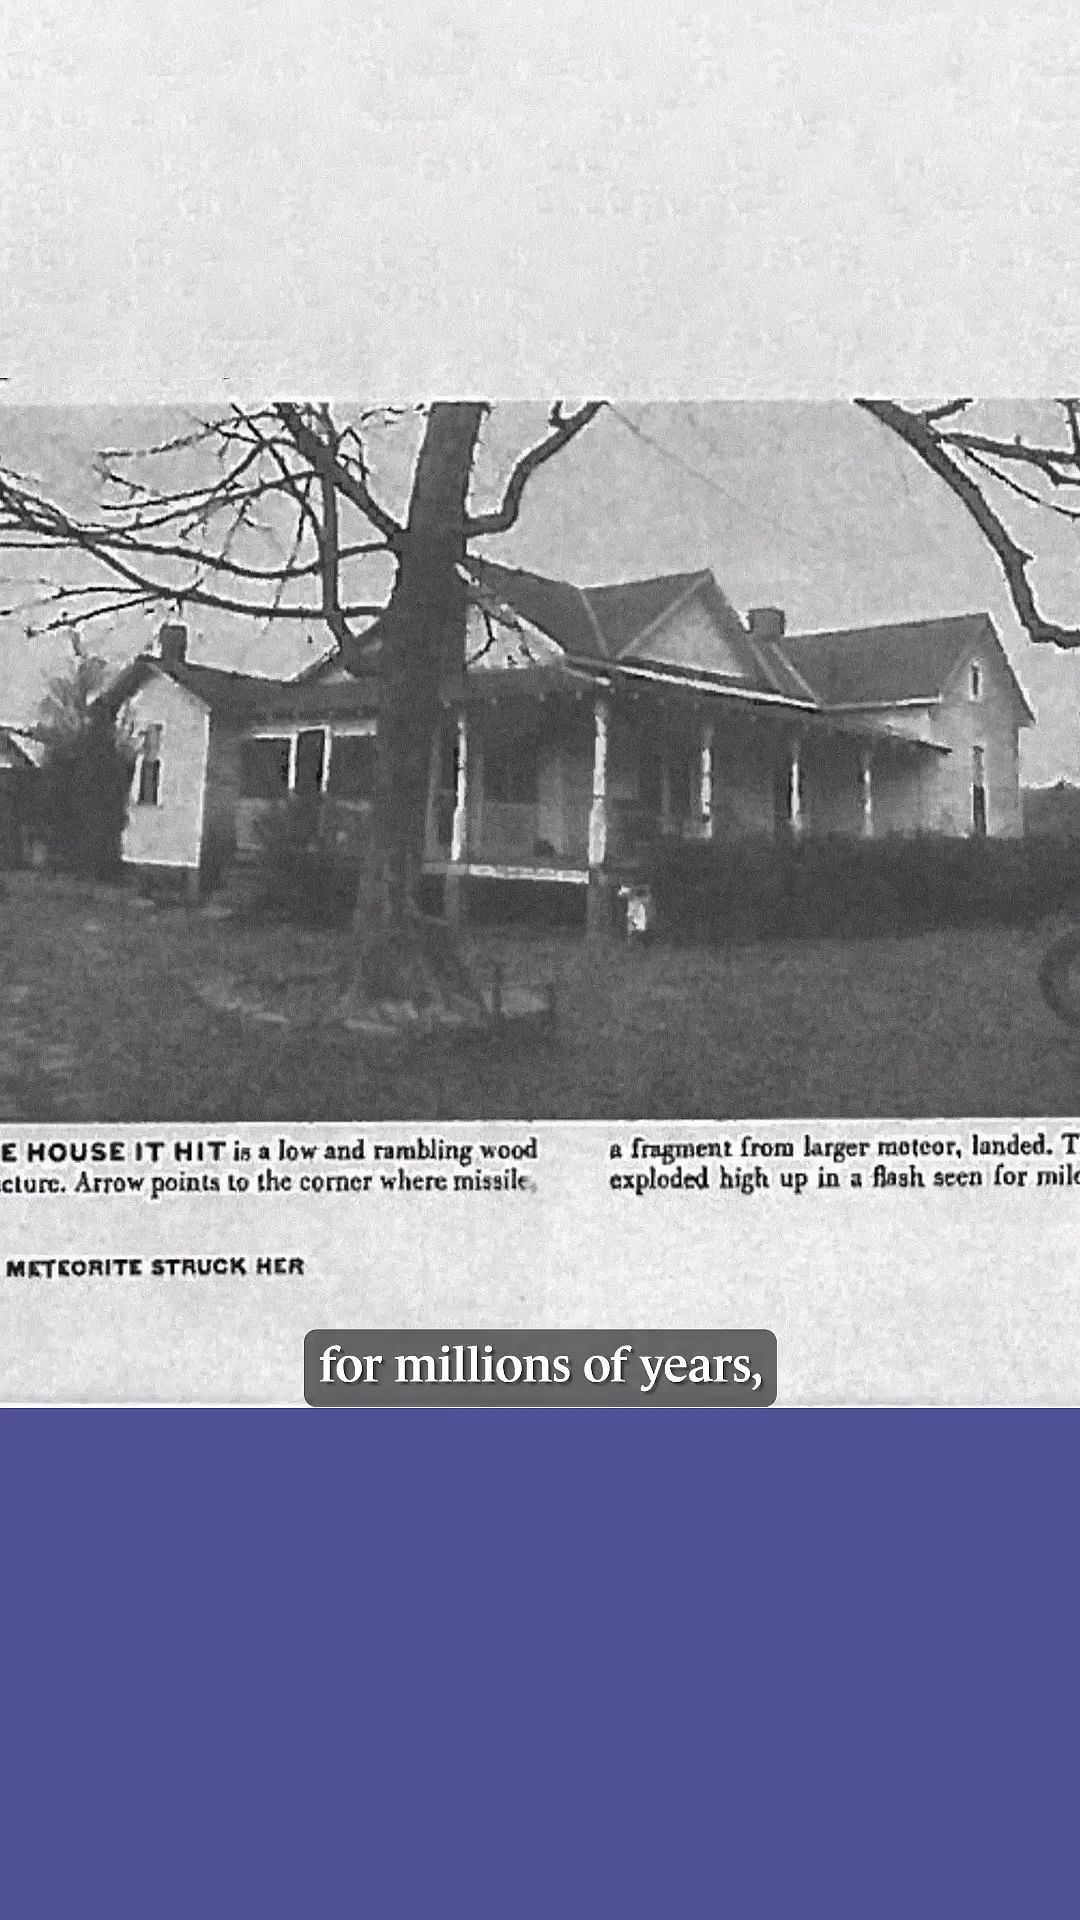 E HOUSE IT HIT is a low and rambling wood
cture. Arrow points to the corner where missile,
a fragment from larger meteor, landed. T
exploded high up in a flash seen for mile
METEORITE STRUCK HER
for millions of years,